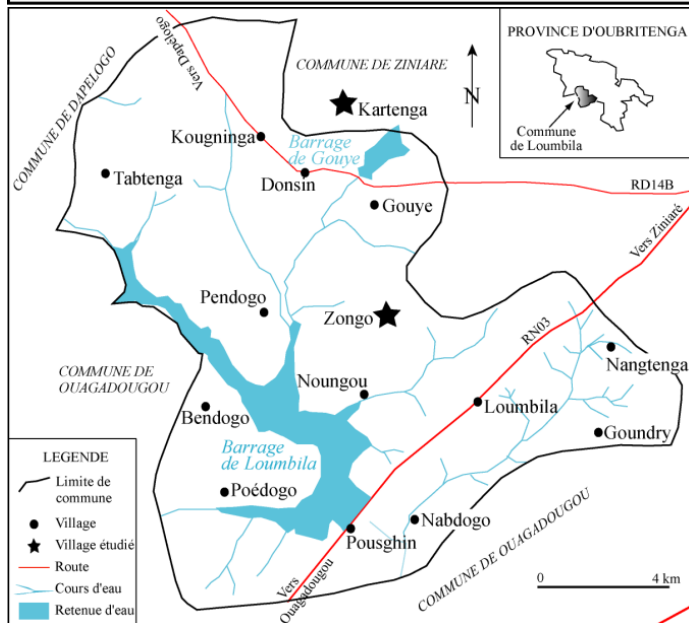 PROVINCE D'OUBRITENGA
Commune
de Loumbila
COMMUNE DE DAPELOGO
Vers Dapélogo
COMMUNE DE ZINIARE
N
Kartenga
Kougninga
Barrage
de Gouye
Tabtenga
Donsin
RD14B
Gouye
Vers Ziniaré
Pendogo
Zongo
RN03
COMMUNE DE
OUAGADOUGOU
Nangtenga
Noungou
Bendogo
Loumbila
Goundry
Barrage
de Loumbila
Poédogo
Nabdogo
Pousghin
COMMUNE DE OUAGADOUGOU
Vers
Ouagadougou
0 4 km
LEGENDE
Limite de
commune
Village
Village étudié
Route
Cours d'eau
Retenue d'eau